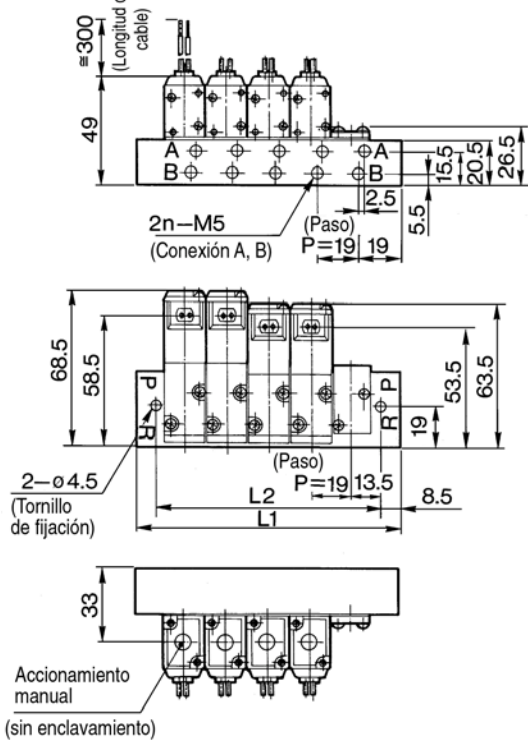 ≅300
(Longitud d
cable)
49
A
B
A
B
15.5
20.5
26.5
2.5
5.5
2n–M5
(Conexión A, B)
(Paso)
P=19
19
68.5
58.5
P
R
P
R
19
53.5
63.5
2–ø4.5
(Tornillo
de fijación)
(Paso)
P=19
13.5
L2
8.5
L1
33
Accionamiento
manual
(sin enclavamiento)